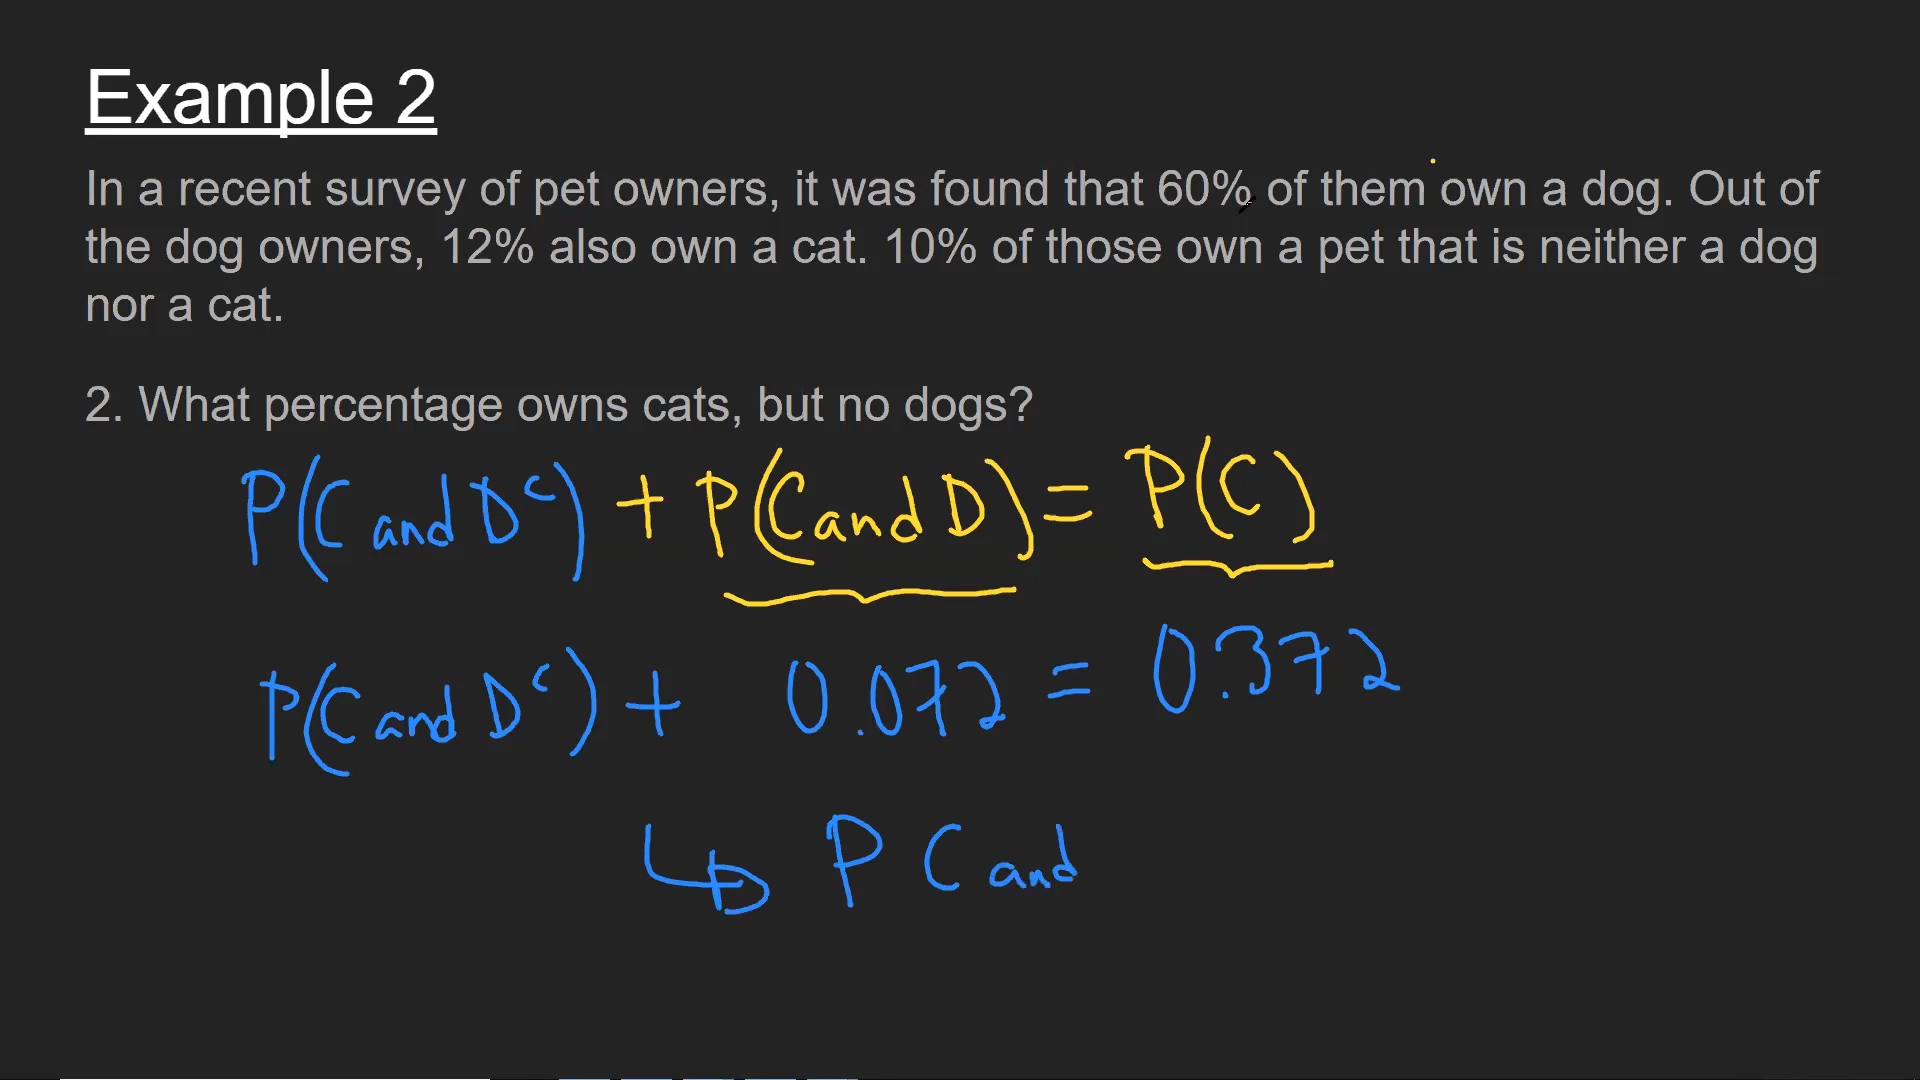 Example 2
In a recent survey of pet owners, it was found that 60% of them own a dog. Out of
the dog owners, 12% also own a cat. 10% of those own a pet that is neither a dog
nor a cat.
2. What percentage owns cats, but no dogs?
P(C and Dᶜ) + P(C and D) = P(C)
P(C and Dᶜ) + 0.072 = 0.372
↳ P C and